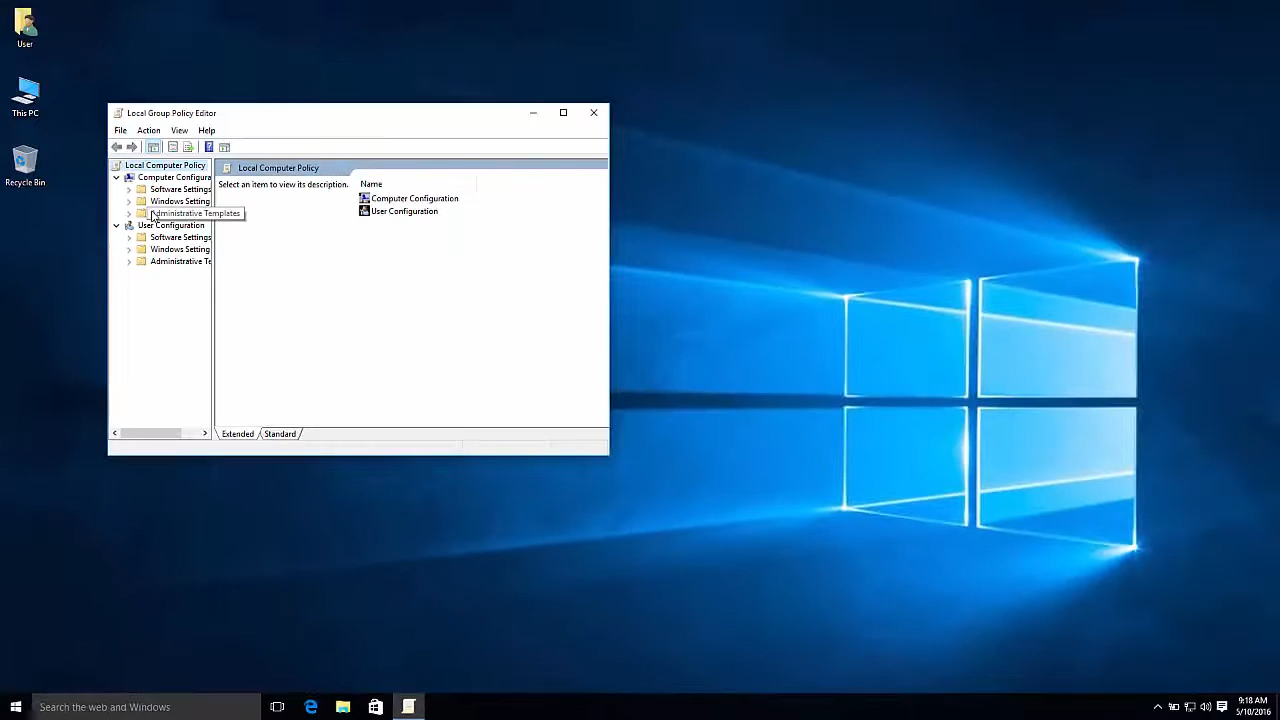 User
This PC
Recycle Bin
Local Group Policy Editor
File Action View Help
Local Computer Policy
Computer Configura
Software Settings
Windows Setting
Administrative Templates
User Configuration
Software Settings
Windows Setting
Administrative Te
Local Computer Policy
Select an item to view its description.
Name
Computer Configuration
User Configuration
Extended Standard
Search the web and Windows
9:18 AM
5/10/2016